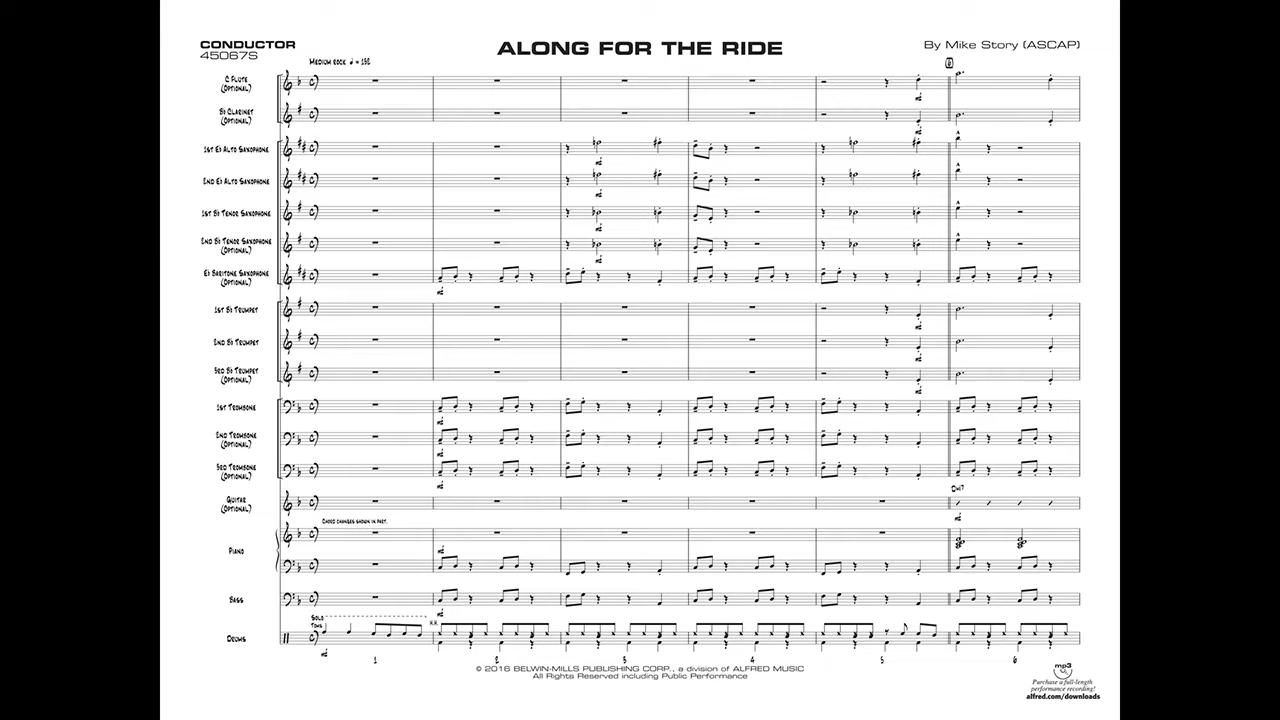 CONDUCTOR
45067S
ALONG FOR THE RIDE
By Mike Story (ASCAP)
Medium rock ♩ = 132
6
C Flute
(Optional)
B♭ Clarinet
(Optional)
1st E♭ Alto Saxophone
2nd E♭ Alto Saxophone
1st B♭ Tenor Saxophone
2nd B♭ Tenor Saxophone
(Optional)
E♭ Baritone Saxophone
(Optional)
1st B♭ Trumpet
2nd B♭ Trumpet
3rd B♭ Trumpet
(Optional)
1st Trombone
2nd Trombone
(Optional)
3rd Trombone
(Optional)
Guitar
(Optional)
Dmi7
Chord changes shown in part.
Piano
Bass
Solo
Toms
H.H.
Drums
mf
1 2 3 4 5 6
© 2016 BELWIN-MILLS PUBLISHING CORP., a division of ALFRED MUSIC
All Rights Reserved including Public Performance
mp3
Purchase a full-length
performance recording!
alfred.com/downloads